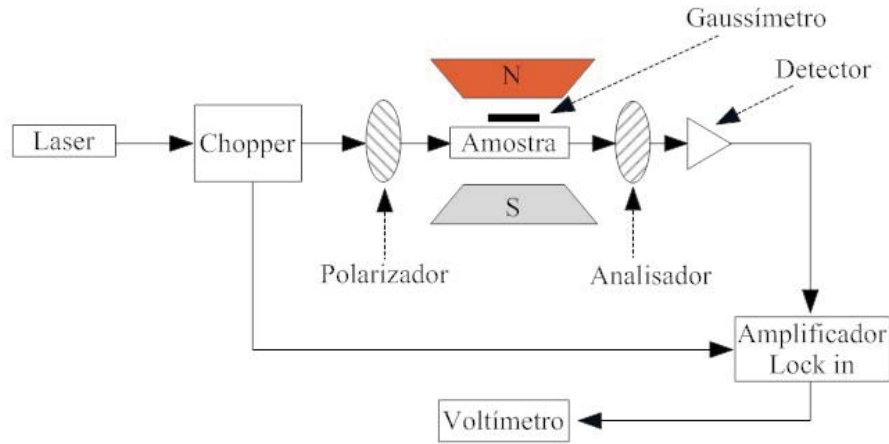 Gaussímetro
N
Detector
Laser
Chopper
Amostra
S
Polarizador
Analisador
Amplificador
Lock in
Voltímetro